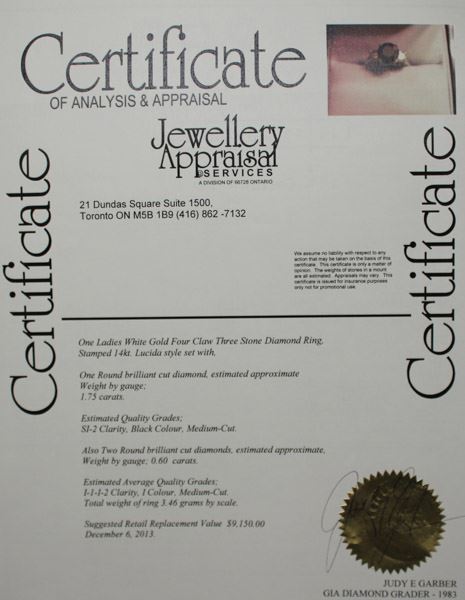 Certificate
OF ANALYSIS & APPRAISAL
Jewellery
Appraisal
SERVICES
A DIVISION OF 66728 ONTARIO
21 Dundas Square Suite 1500,
Toronto ON M5B 1B9 (416) 862 -7132
Certificate
Certificate
We assume no liability with respect to any
action that may be taken on the basis of this
certificate. This certificate is only a matter of
opinion. The weights of stones in a mount
are all estimated. Appraisals may vary. This
certificate is issued for insurance purposes
only not for promotional use.
One Ladies White Gold Four Claw Three Stone Diamond Ring,
Stamped 14kt. Lucida style set with,
One Round brilliant cut diamond, estimated approximate
Weight by gauge;
1.75 carats.
Estimated Quality Grades;
SI-2 Clarity, Black Colour, Medium-Cut.
Also Two Round brilliant cut diamonds, estimated approximate,
Weight by gauge; 0.60 carats.
Estimated Average Quality Grades;
I-1-I-2 Clarity, I Colour, Medium-Cut.
Total weight of ring 3.46 grams by scale.
Suggested Retail Replacement Value $9,150.00
December 6, 2013.
JUDY E GARBER
GIA DIAMOND GRADER - 1983